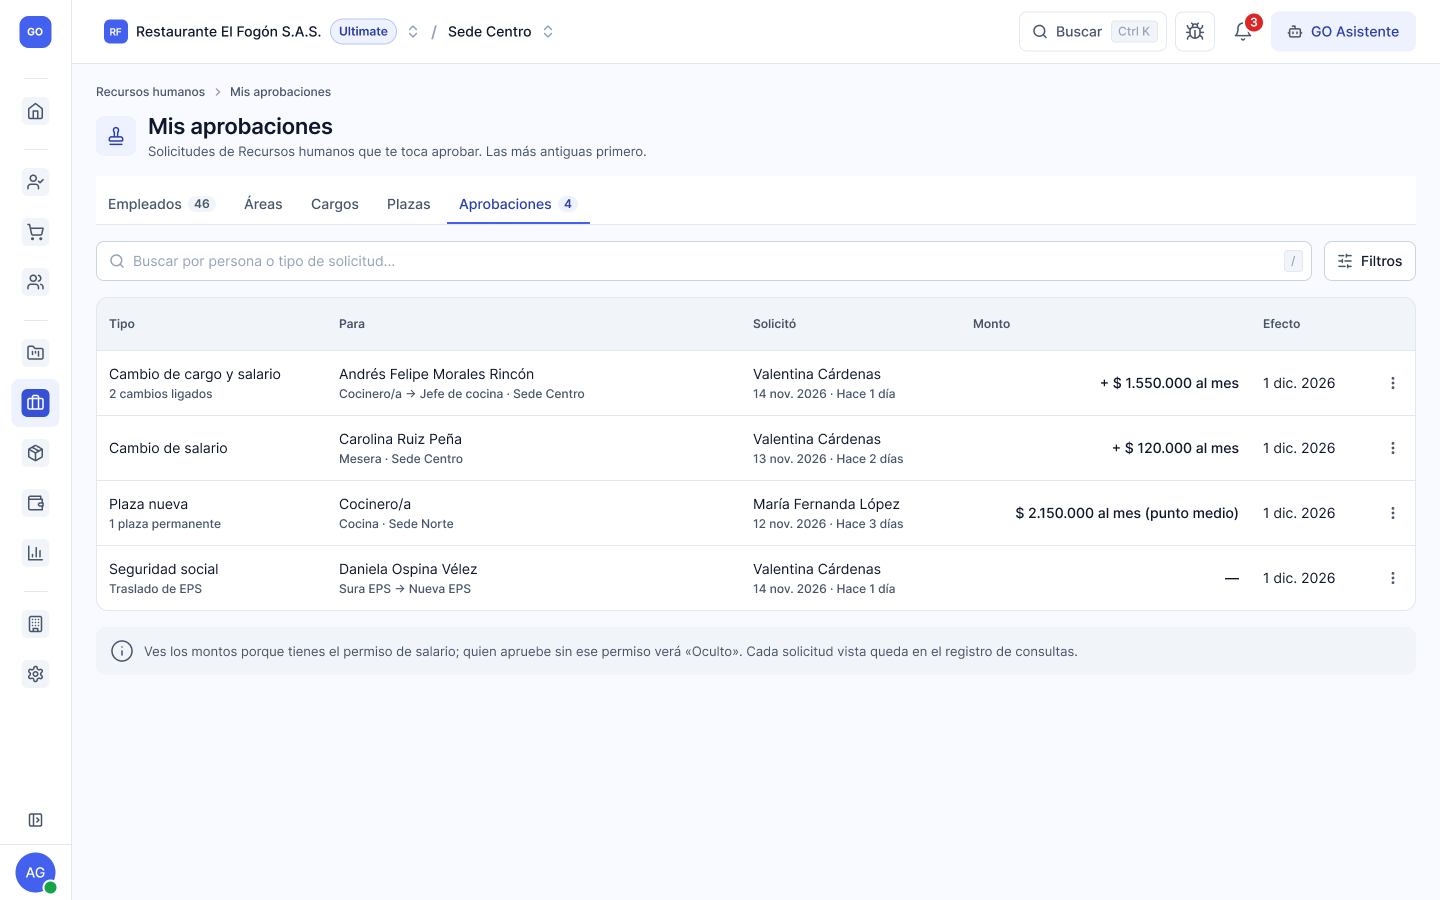 GO
RF Restaurante El Fogón S.A.S. Ultimate / Sede Centro
Buscar Ctrl K
3
GO Asistente
Recursos humanos > Mis aprobaciones
Mis aprobaciones
Solicitudes de Recursos humanos que te toca aprobar. Las más antiguas primero.
Empleados 46 Áreas Cargos Plazas Aprobaciones 4
Buscar por persona o tipo de solicitud... /
Filtros
Tipo Para Solicitó Monto Efecto
Cambio de cargo y salario Andrés Felipe Morales Rincón Valentina Cárdenas + $ 1.550.000 al mes 1 dic. 2026
2 cambios ligados Cocinero/a → Jefe de cocina · Sede Centro 14 nov. 2026 · Hace 1 día
Cambio de salario Carolina Ruiz Peña Valentina Cárdenas + $ 120.000 al mes 1 dic. 2026
Mesera · Sede Centro 13 nov. 2026 · Hace 2 días
Plaza nueva Cocinero/a María Fernanda López $ 2.150.000 al mes (punto medio) 1 dic. 2026
1 plaza permanente Cocina · Sede Norte 12 nov. 2026 · Hace 3 días
Seguridad social Daniela Ospina Vélez Valentina Cárdenas — 1 dic. 2026
Traslado de EPS Sura EPS → Nueva EPS 14 nov. 2026 · Hace 1 día
Ves los montos porque tienes el permiso de salario; quien apruebe sin ese permiso verá «Oculto». Cada solicitud vista queda en el registro de consultas.
AG